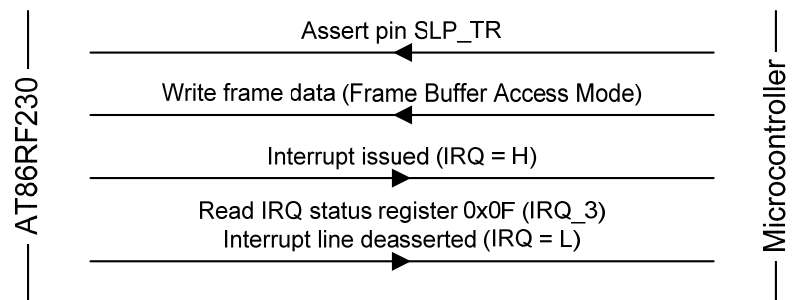 Assert pin SLP_TR
Write frame data (Frame Buffer Access Mode)
Interrupt issued (IRQ = H)
Read IRQ status register 0x0F (IRQ_3)
Interrupt line deasserted (IRQ = L)
AT86RF230
Microcontroller